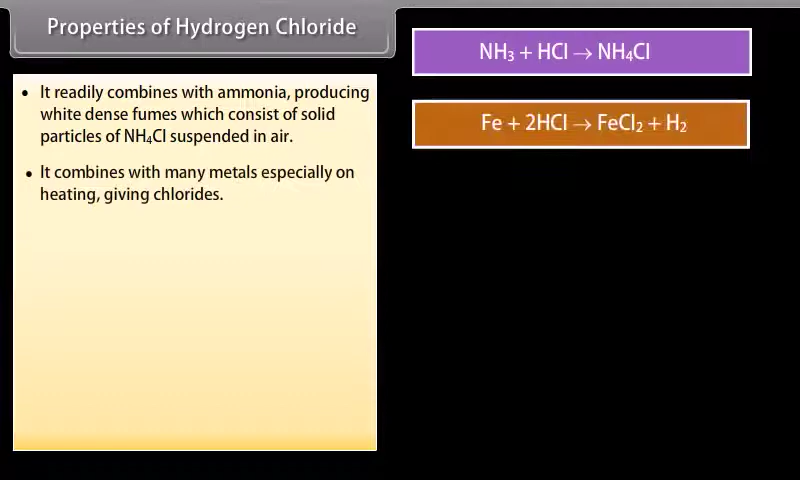 Properties of Hydrogen Chloride
• It readily combines with ammonia, producing
white dense fumes which consist of solid
particles of NH₄Cl suspended in air.
• It combines with many metals especially on
heating, giving chlorides.
NH₃ + HCl → NH₄Cl
Fe + 2HCl → FeCl₂ + H₂